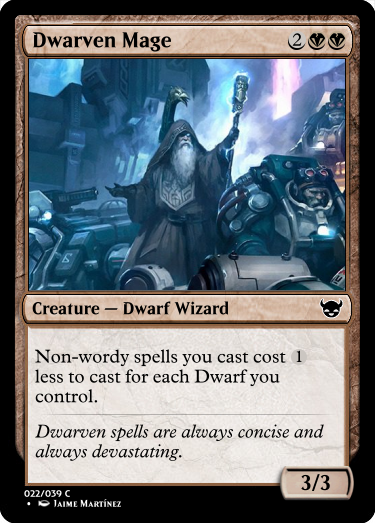 Dwarven Mage 2
Creature — Dwarf Wizard
Non-wordy spells you cast cost 1
less to cast for each Dwarf you
control.
Dwarven spells are always concise and
always devastating.
3/3
022/039 C
• Jaime Martínez